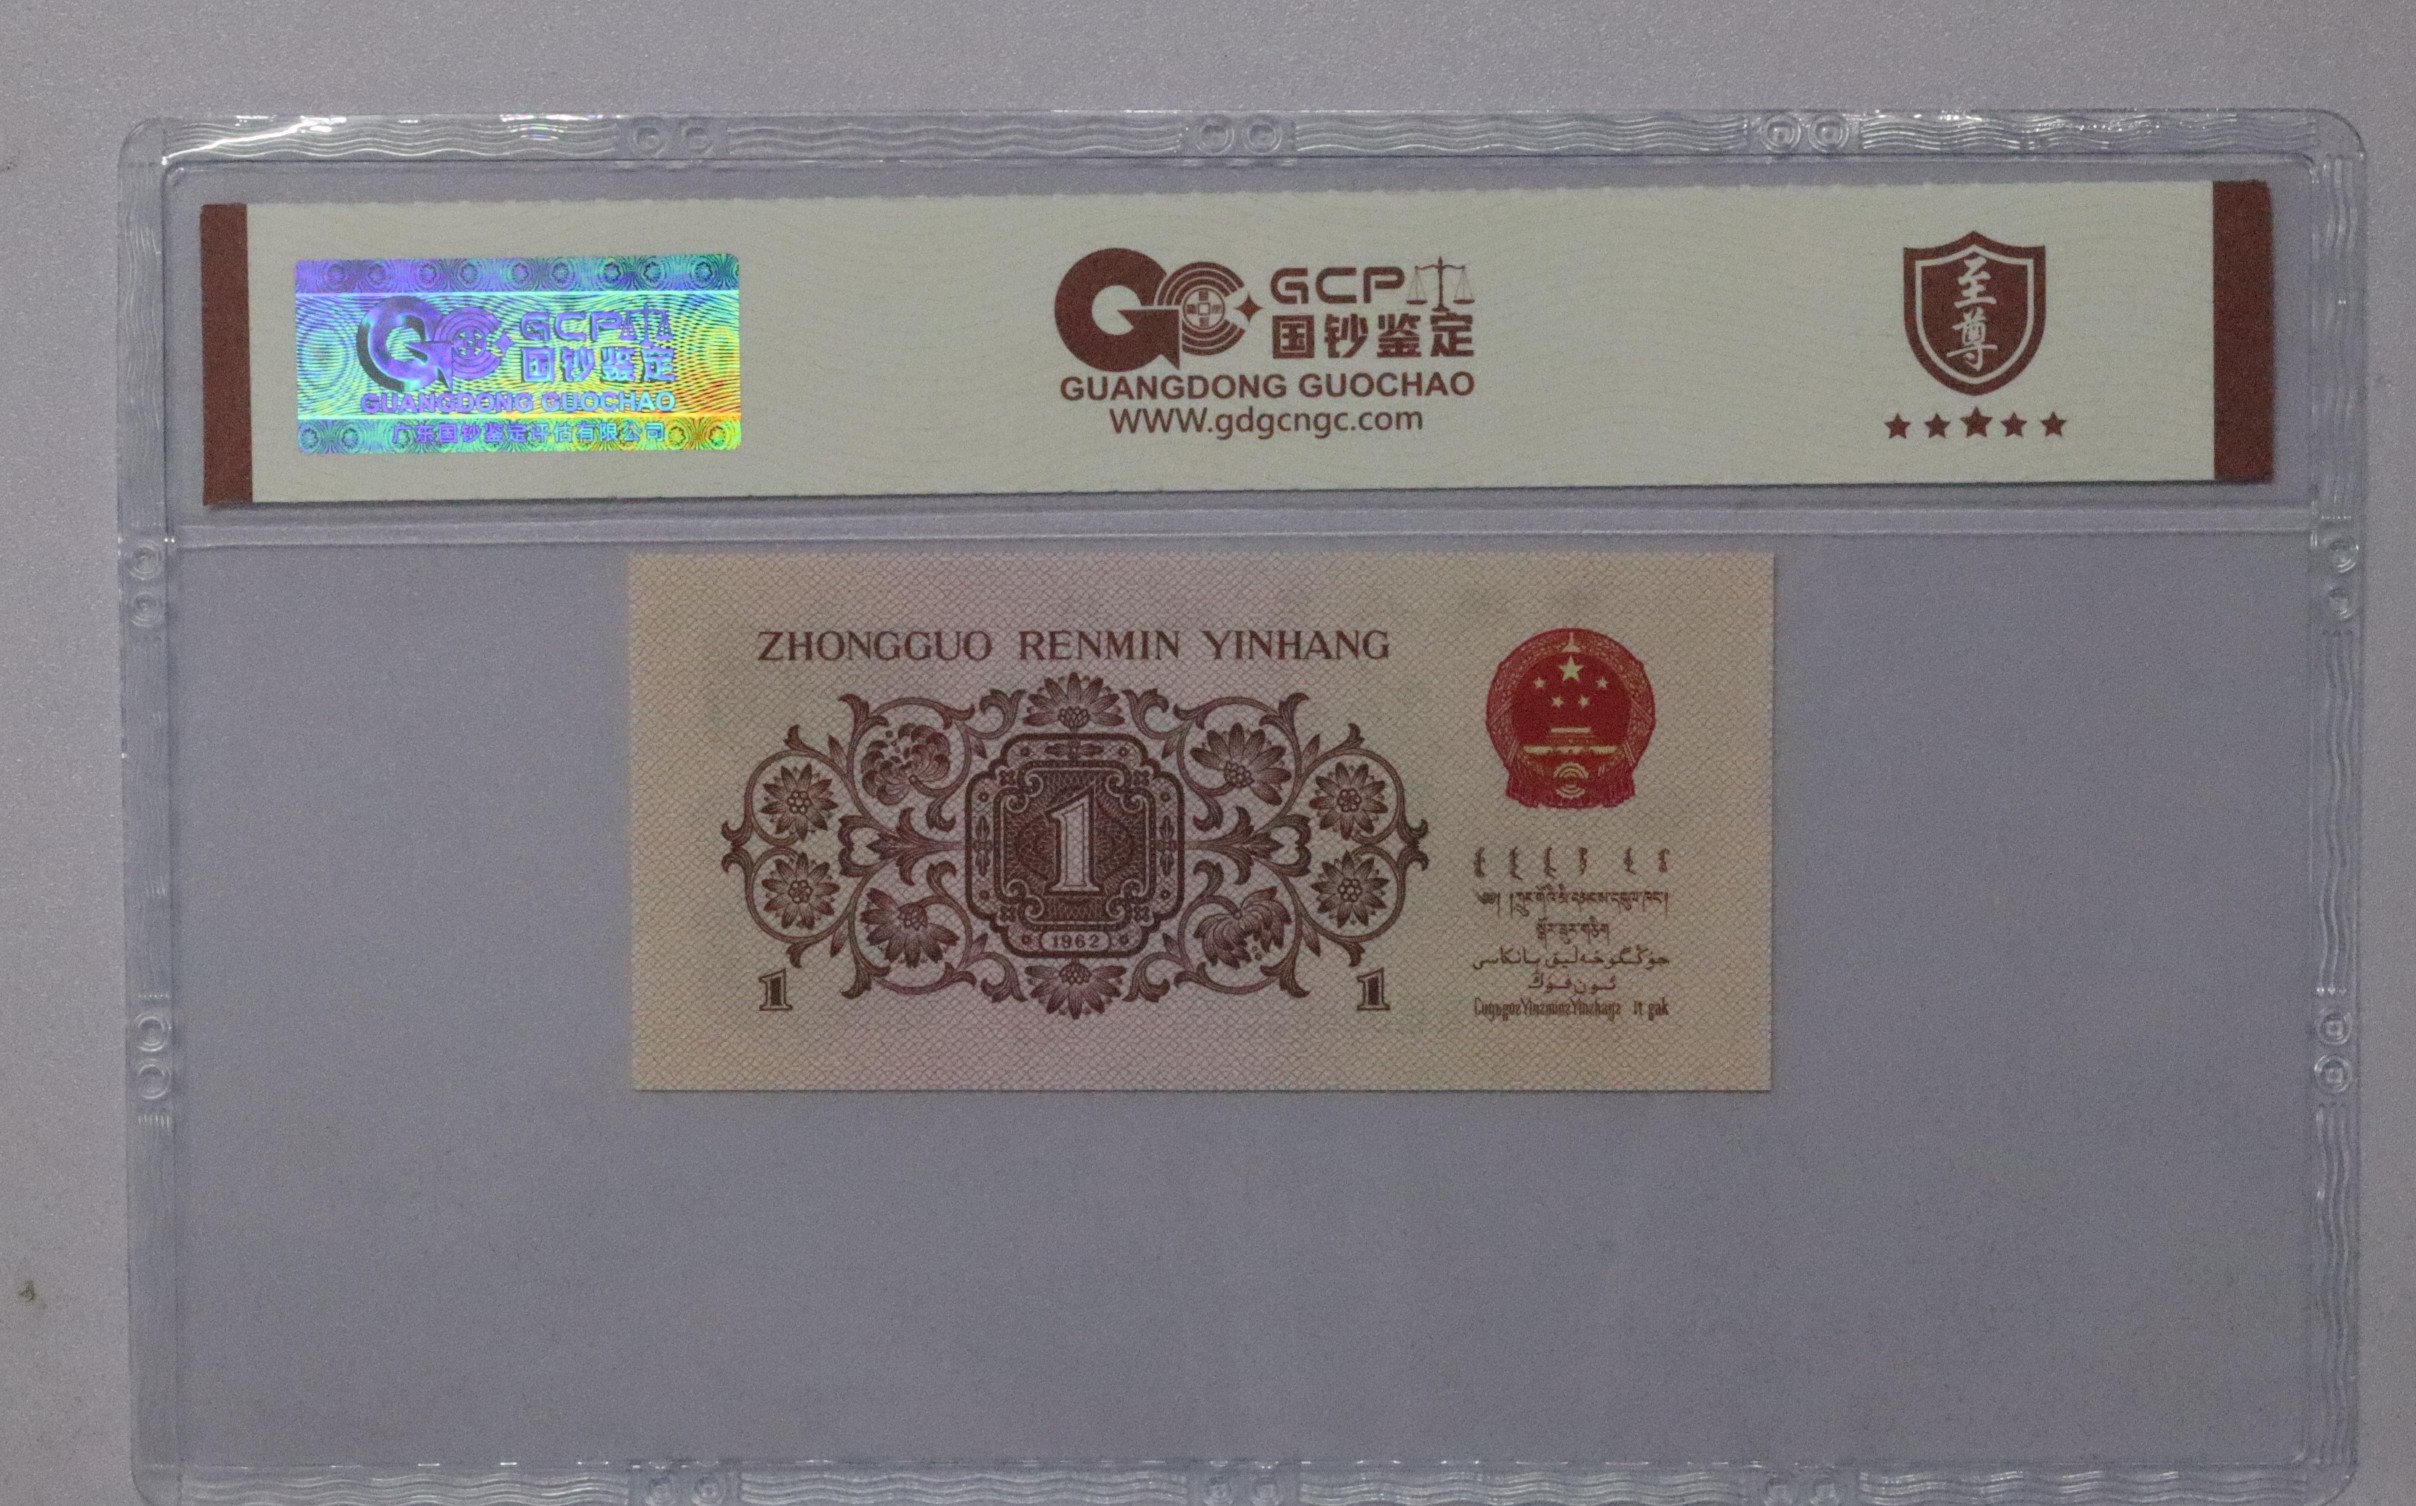 GCP
国钞鉴定
GUANGDONG GUOCHAO
广东国钞鉴定评估有限公司
GCP
国钞鉴定
GUANGDONG GUOCHAO
WWW.gdgcngc.com
至
尊
ZHONGGUO RENMIN YINHANG
1
1962
1
1
جۇڭگوخەلىق بانكاسى